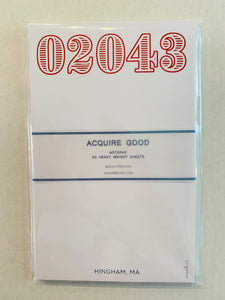 02043
ACQUIRE GOOD
NOTEPAD
50 HEAVY WEIGHT SHEETS
HINGHAM, MA